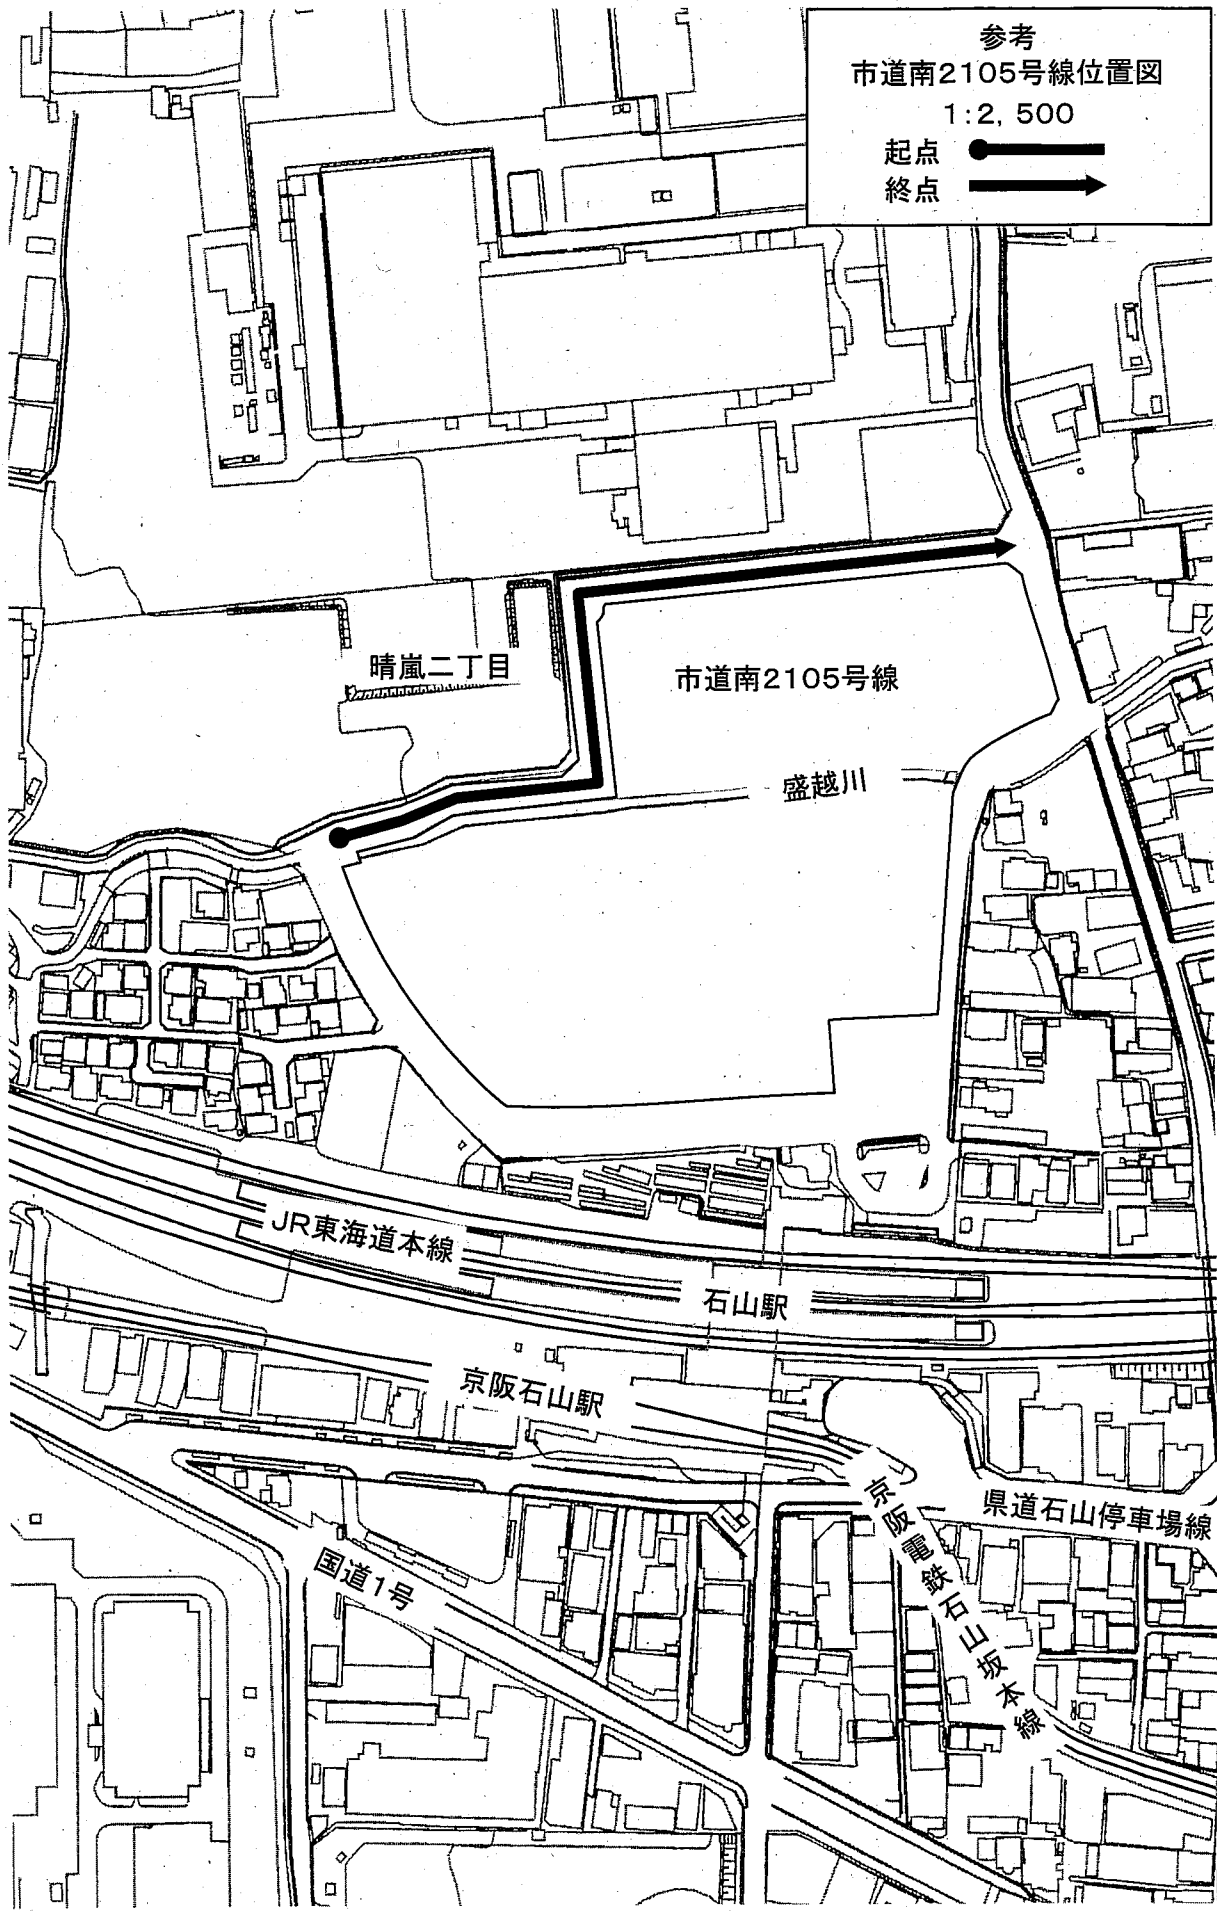 参考
市道南2105号線位置図
1:2,500
起点
終点
晴嵐二丁目
市道南2105号線
盛越川
JR東海道本線
石山駅
京阪石山駅
県道石山停車場線
京阪電鉄石山坂本線
国道1号